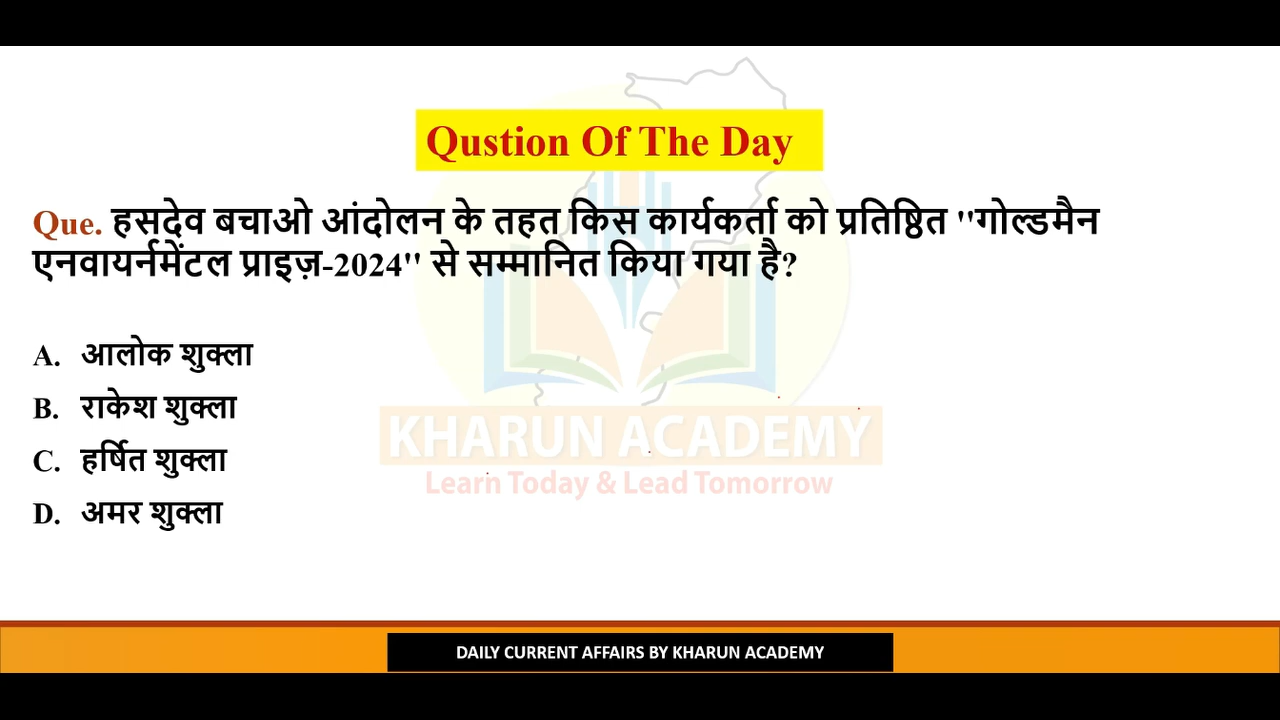 Qustion Of The Day
Que. हसदेव बचाओ आंदोलन के तहत किस कार्यकर्ता को प्रतिष्ठित "गोल्डमैन
एनवायर्नमेंटल प्राइज़-2024" से सम्मानित किया गया है?
A. आलोक शुक्ला
B. राकेश शुक्ला
C. हर्षित शुक्ला
D. अमर शुक्ला
KHARUN ACADEMY
Learn Today & Lead Tomorrow
DAILY CURRENT AFFAIRS BY KHARUN ACADEMY